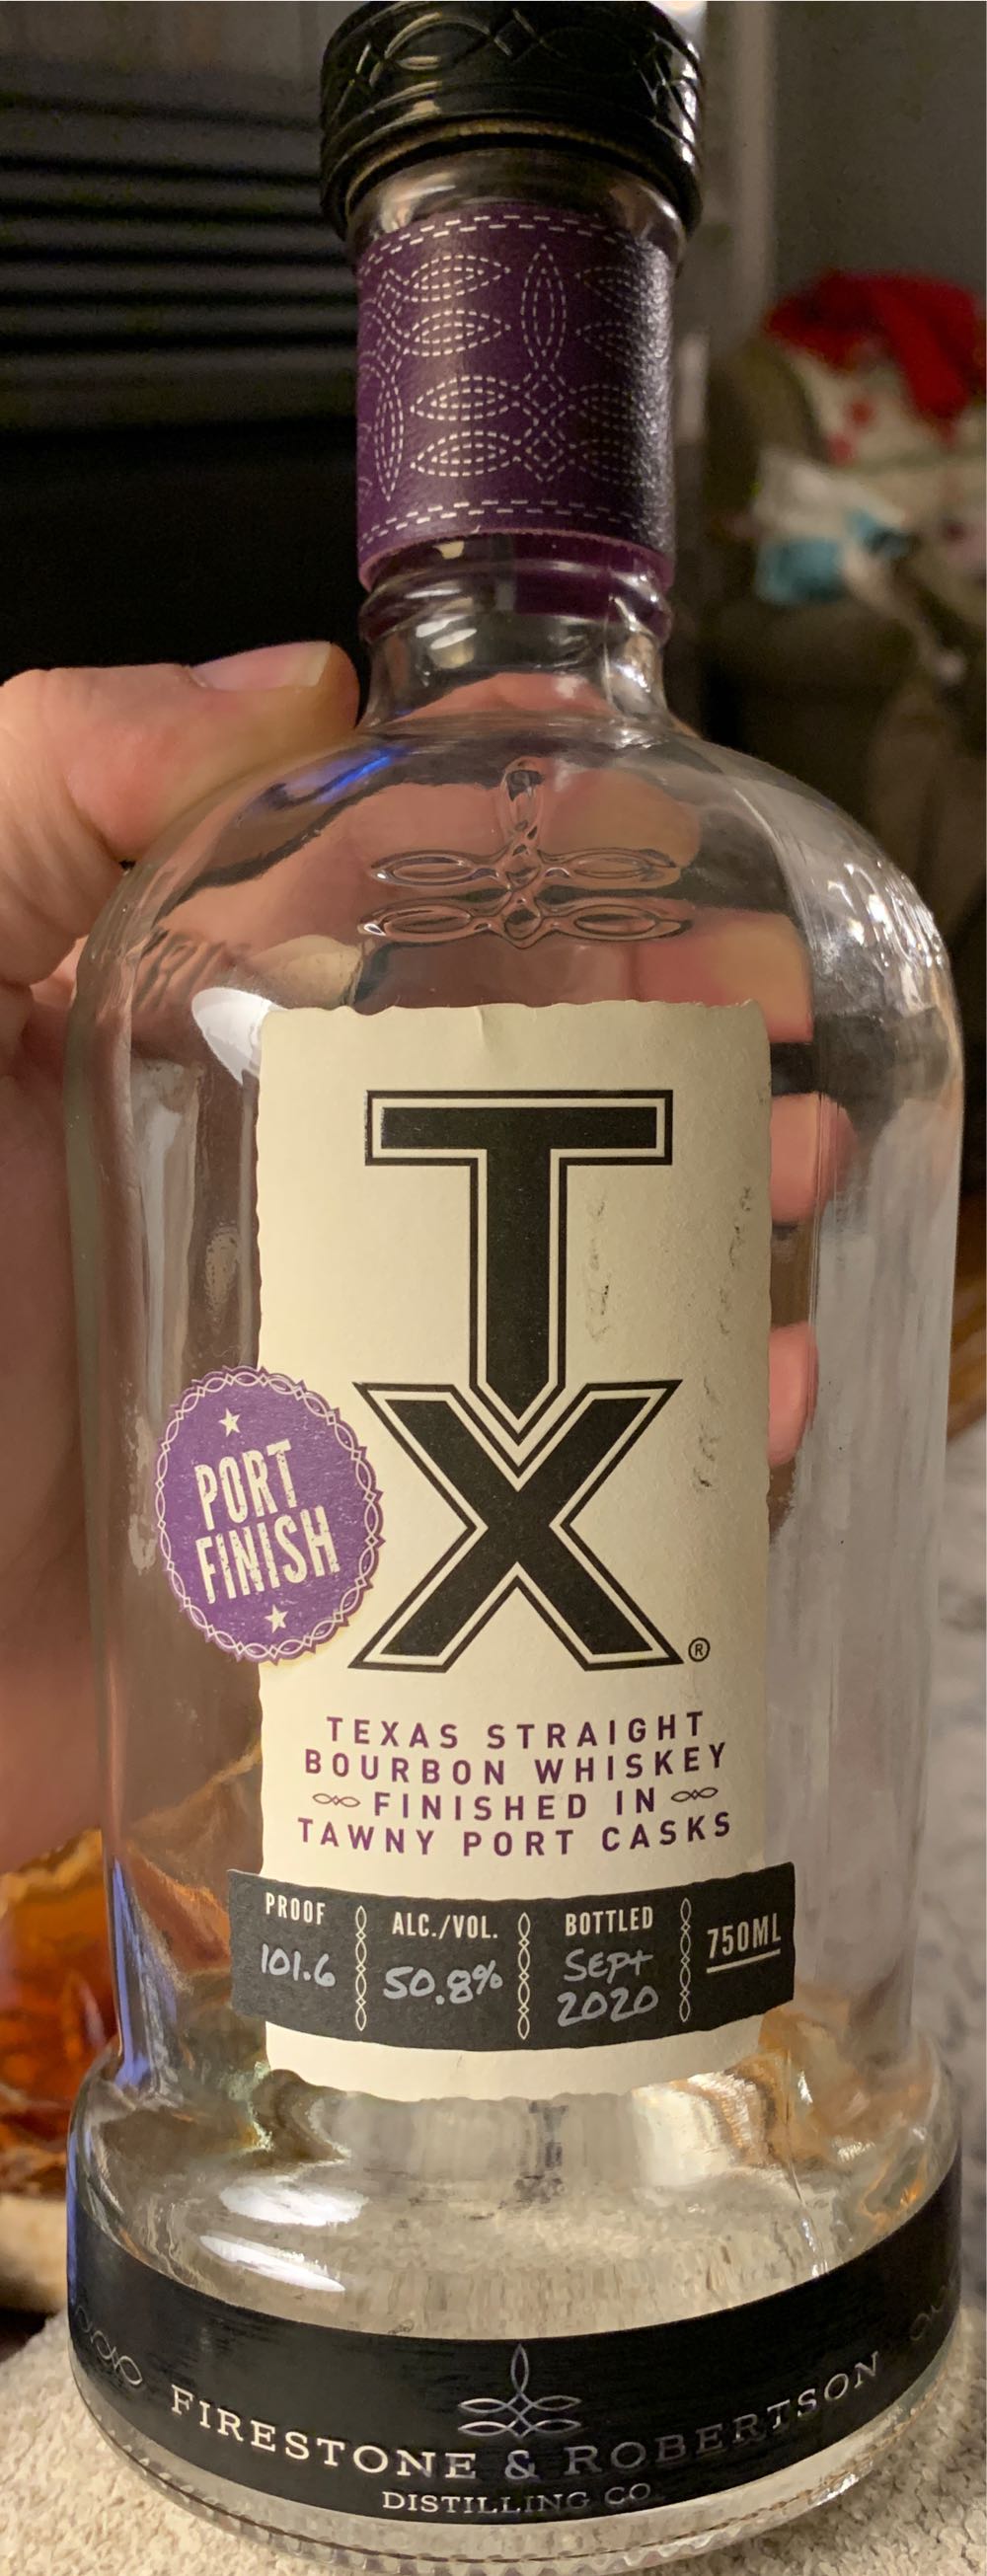 T
X®
PORT
FINISH
TEXAS STRAIGHT
BOURBON WHISKEY
FINISHED IN
TAWNY PORT CASKS
PROOF
101.6
ALC./VOL.
50.8%
BOTTLED
SEPT
2020
750ML
FIRESTONE & ROBERTSON
DISTILLING CO.